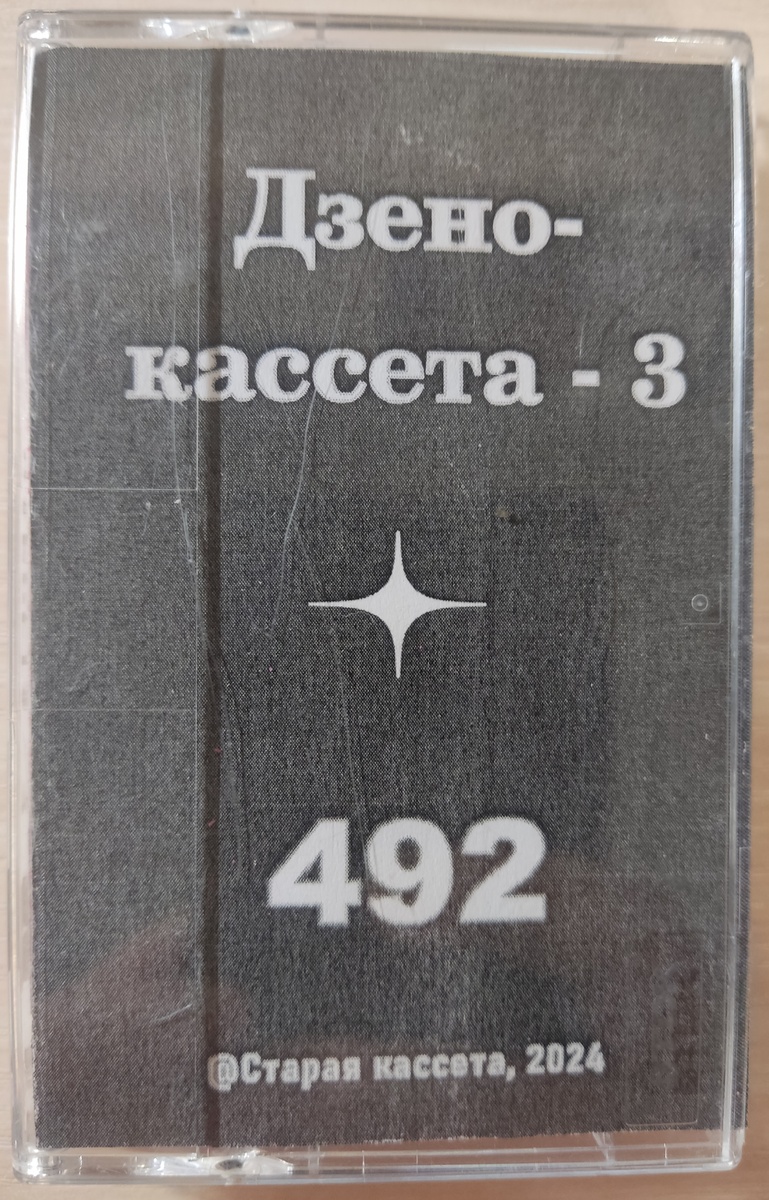 Дзено-
кассета - 3
492
@Старая кассета, 2024